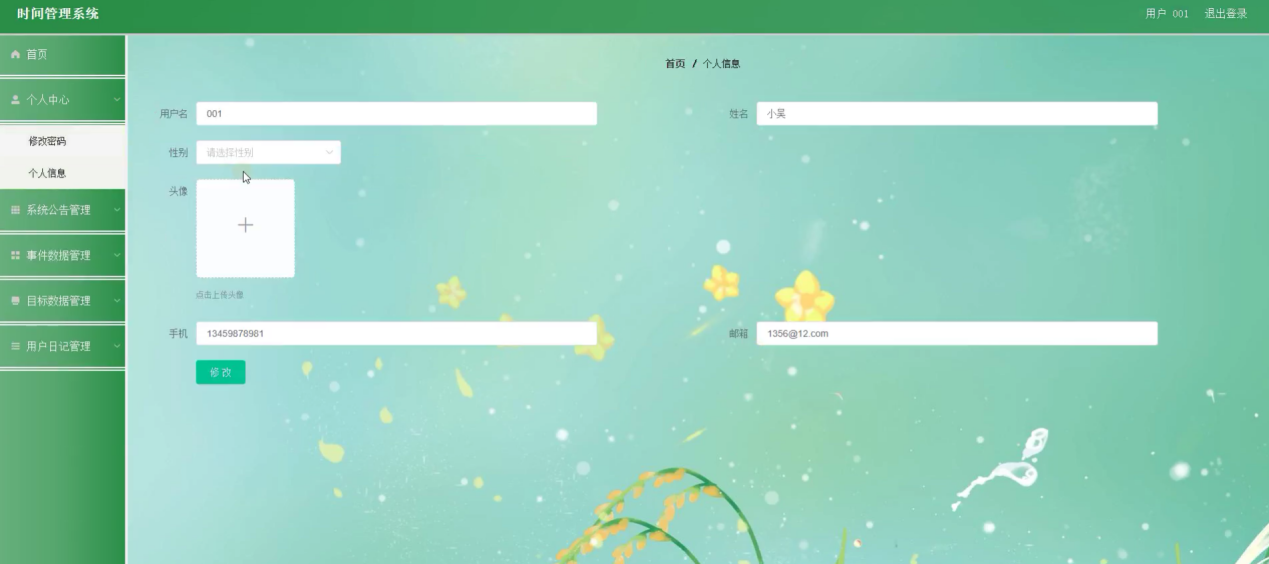 时间管理系统
用户 001 退出登录
首页
个人中心
修改密码
个人信息
系统公告管理
事件数据管理
目标数据管理
用户日记管理
首页 / 个人信息
用户名 001
姓名 小吴
性别 请选择性别
头像
点击上传头像
手机 13459878981
邮箱 1356@12.com
修改